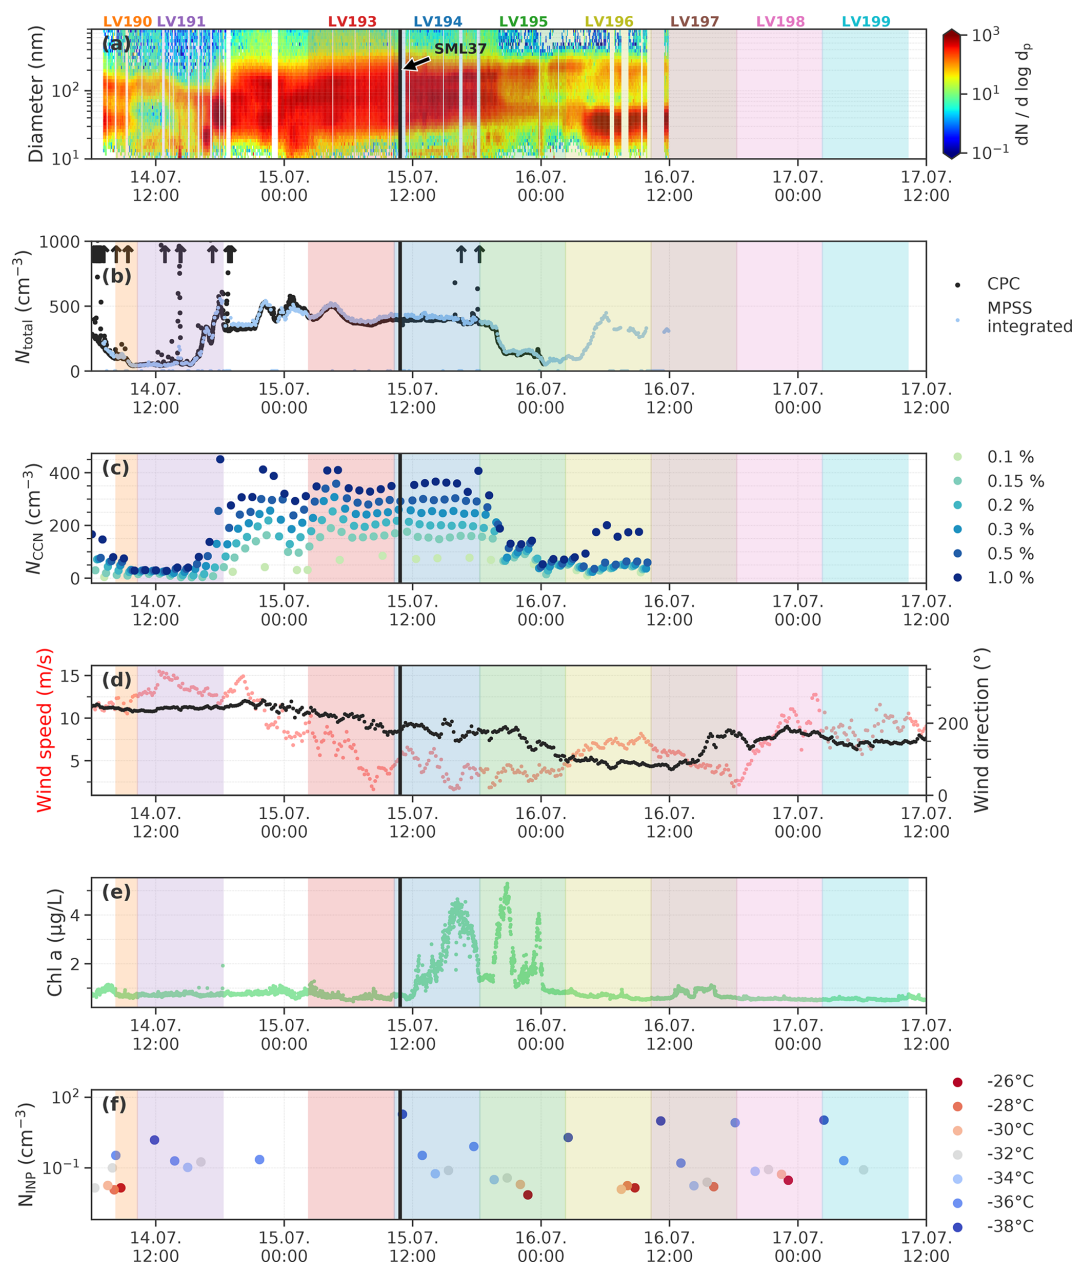 LV190 LV191 LV193 LV194 LV195 LV196 LV197 LV198 LV199
(a)
SML37
Diameter (nm)
10²
10¹
14.07. 12:00
15.07. 00:00
15.07. 12:00
16.07. 00:00
16.07. 12:00
17.07. 00:00
17.07. 12:00
10³
10¹
10⁻¹
dN / d log dₚ
(b)
N_total (cm⁻³)
1000
500
0
14.07. 12:00
15.07. 00:00
15.07. 12:00
16.07. 00:00
16.07. 12:00
17.07. 00:00
17.07. 12:00
CPC
MPSS
integrated
(c)
N_CCN (cm⁻³)
400
200
0
14.07. 12:00
15.07. 00:00
15.07. 12:00
16.07. 00:00
16.07. 12:00
17.07. 00:00
17.07. 12:00
0.1 %
0.15 %
0.2 %
0.3 %
0.5 %
1.0 %
(d)
Wind speed (m/s)
15
10
5
Wind direction (°)
200
0
14.07. 12:00
15.07. 00:00
15.07. 12:00
16.07. 00:00
16.07. 12:00
17.07. 00:00
17.07. 12:00
(e)
Chl a (µg/L)
4
2
14.07. 12:00
15.07. 00:00
15.07. 12:00
16.07. 00:00
16.07. 12:00
17.07. 00:00
17.07. 12:00
(f)
N_INP (cm⁻³)
10²
10⁻¹
14.07. 12:00
15.07. 00:00
15.07. 12:00
16.07. 00:00
16.07. 12:00
17.07. 00:00
17.07. 12:00
-26°C
-28°C
-30°C
-32°C
-34°C
-36°C
-38°C